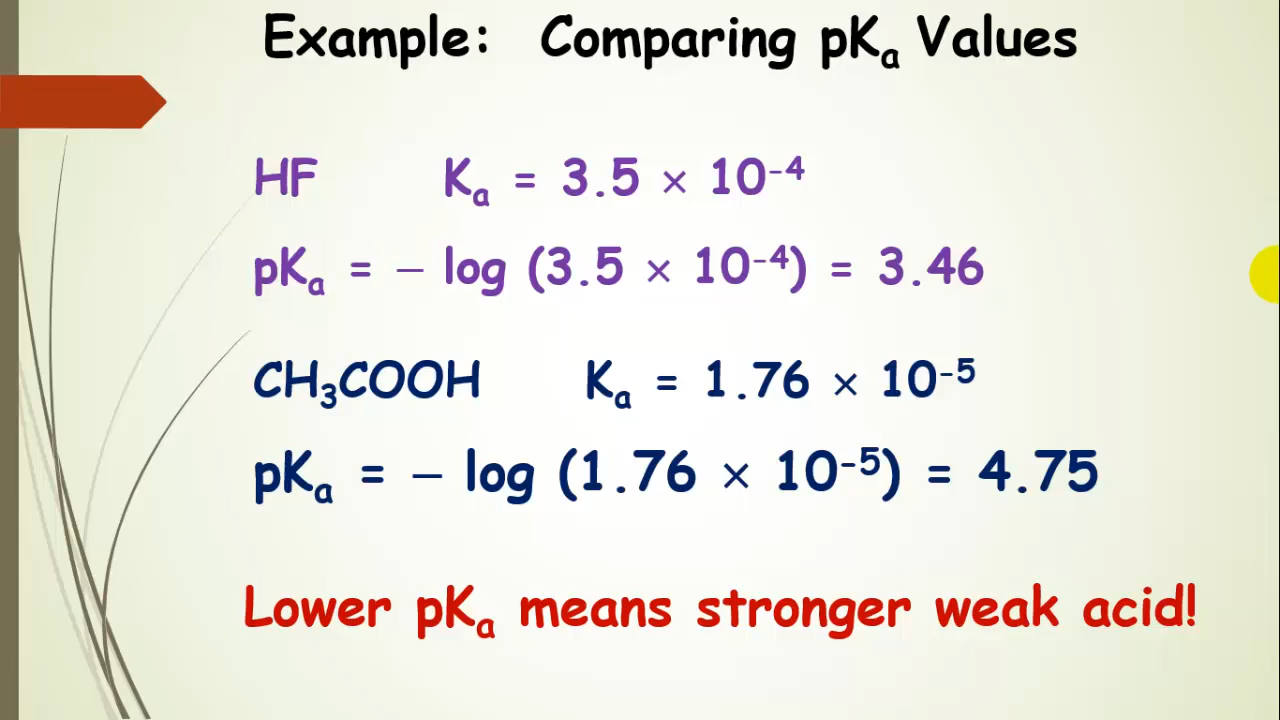 Example: Comparing pKₐ Values
HF Kₐ = 3.5 × 10⁻⁴
pKₐ = – log (3.5 × 10⁻⁴) = 3.46
CH₃COOH Kₐ = 1.76 × 10⁻⁵
pKₐ = – log (1.76 × 10⁻⁵) = 4.75
Lower pKₐ means stronger weak acid!